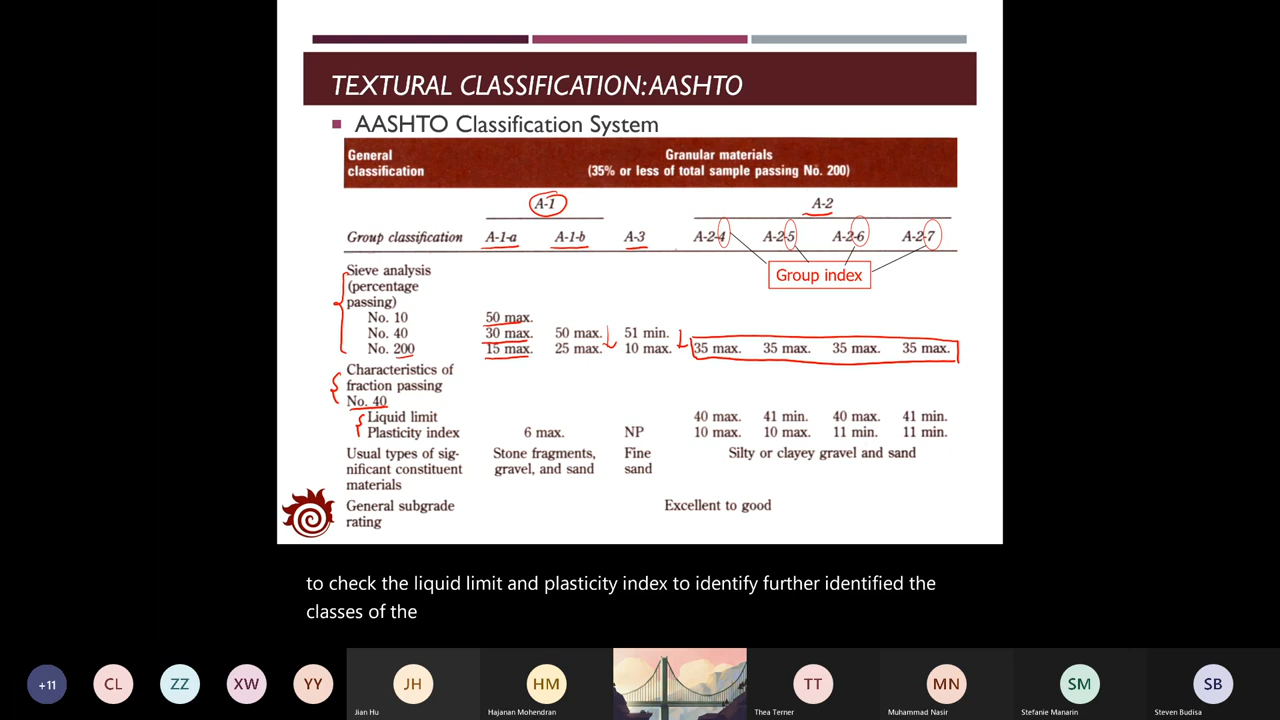 TEXTURAL CLASSIFICATION: AASHTO
AASHTO Classification System
General classification
Granular materials
(35% or less of total sample passing No. 200)
A-1 A-2
Group classification A-1-a A-1-b A-3 A-2-4 A-2-5 A-2-6 A-2-7
Group index
Sieve analysis
(percentage
passing)
No. 10 50 max.
No. 40 30 max. 50 max. 51 min.
No. 200 15 max. 25 max. 10 max. 35 max. 35 max. 35 max. 35 max.
Characteristics of
fraction passing
No. 40
Liquid limit 40 max. 41 min. 40 max. 41 min.
Plasticity index 6 max. NP 10 max. 10 max. 11 min. 11 min.
Usual types of sig- Stone fragments, Fine Silty or clayey gravel and sand
nificant constituent gravel, and sand sand
materials
General subgrade Excellent to good
rating
to check the liquid limit and plasticity index to identify further identified the
classes of the
+11 CL ZZ XW YY JH HM TT MN SM SB
Jian Hu Hajanan Mohendran Thea Terner Muhammad Nasir Stefanie Manarin Steven Budisa